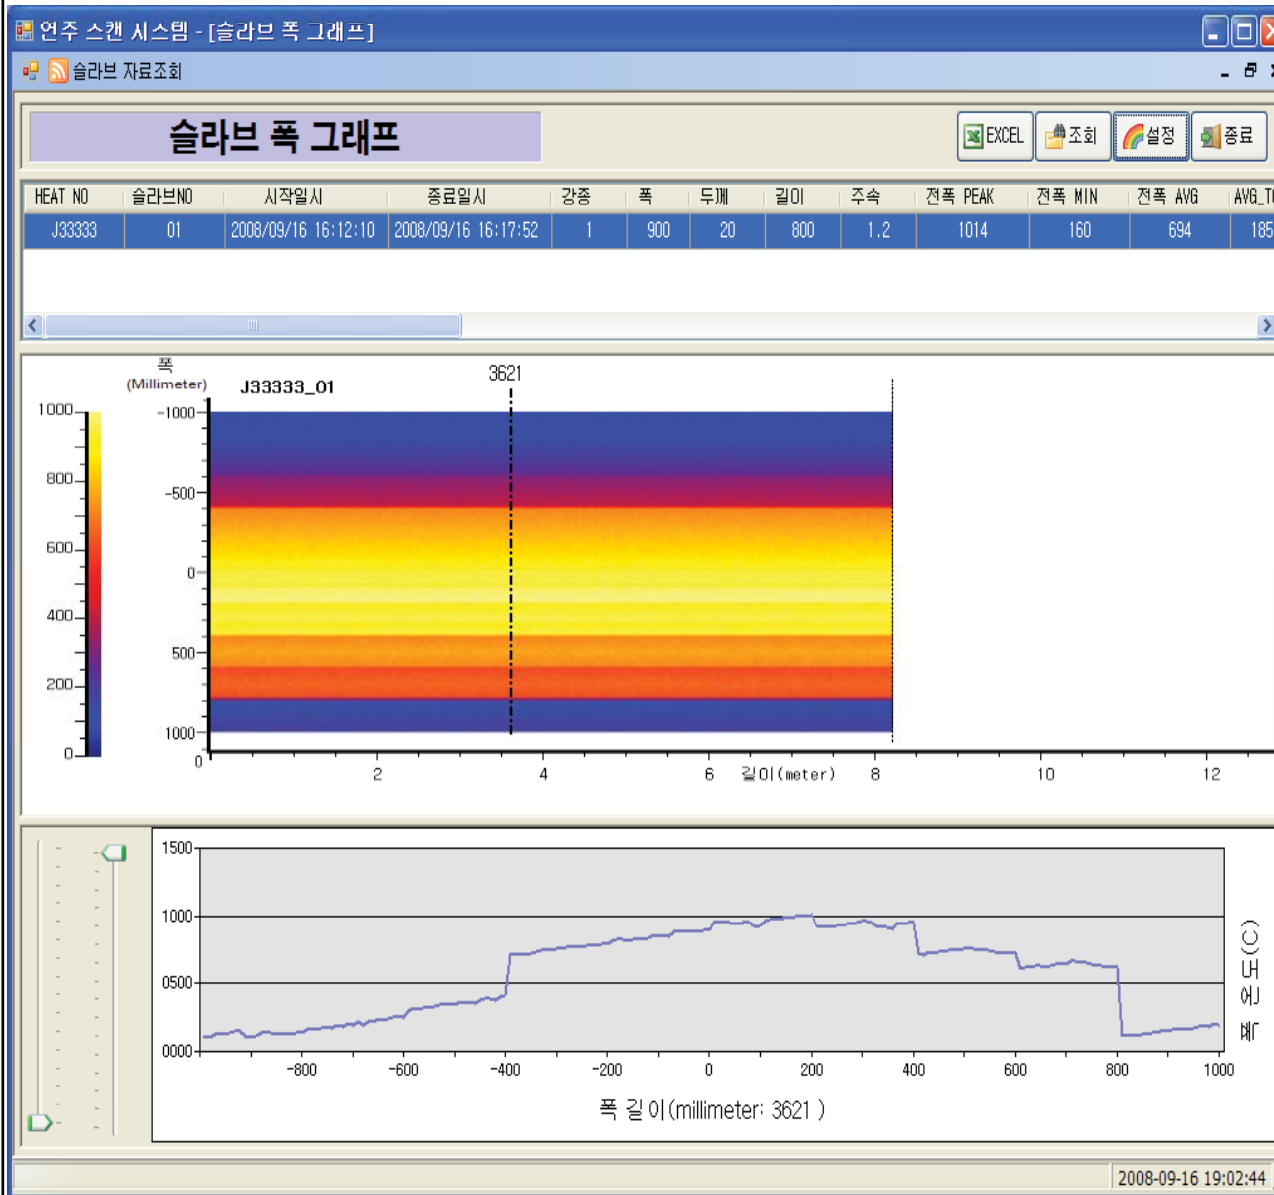 연주 스캔 시스템 - [슬라브 폭 그래프]
슬라브 자료조회
슬라브 폭 그래프
EXCEL 조회 설정 종료
HEAT NO 슬라브NO 시작일시 종료일시 강종 폭 두께 길이 주속 전폭 PEAK 전폭 MIN 전폭 AVG
J33333 01 2008/09/16 16:12:10 2008/09/16 16:17:52 1 900 20 800 1.2 1014 160 694 185
폭
(Millimeter)
J33333_01
3621
1000
800
600
400
200
0
-1000
-500
0
500
1000
0 2 4 6 길이(meter) 8 10 12
1500
1000
0500
0000
-800 -600 -400 -200 0 200 400 600 800 1000
폭 길이(millimeter: 3621 )
2008-09-16 19:02:44